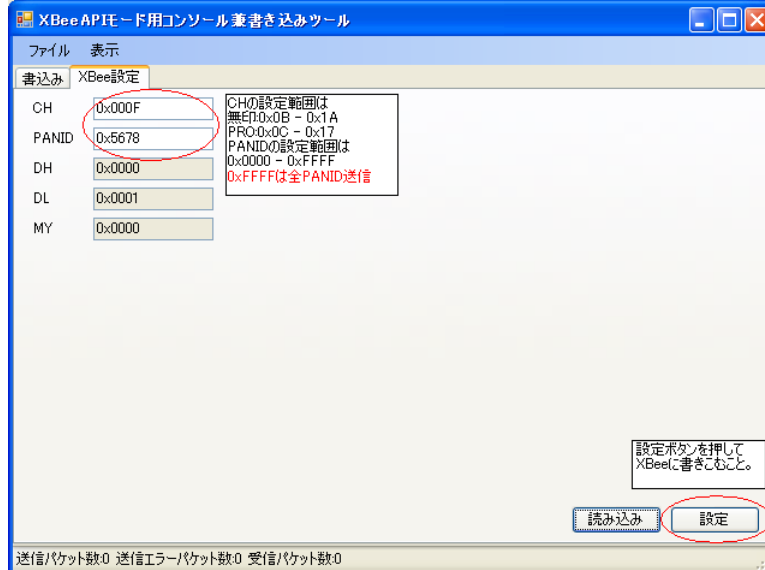 XBee APIモード用コンソール兼書き込みツール
ファイル 表示
書込み XBee設定
CH 0x000F
PANID 0x5678
DH 0x0000
DL 0x0001
MY 0x0000
CHの設定範囲は
無印:0x0B - 0x1A
PRO:0x0C - 0x17
PANIDの設定範囲は
0x0000 - 0xFFFF
0xFFFFは全PANID送信
設定ボタンを押して
XBeeに書きこむこと。
読み込み 設定
送信パケット数:0 送信エラーパケット数:0 受信パケット数:0